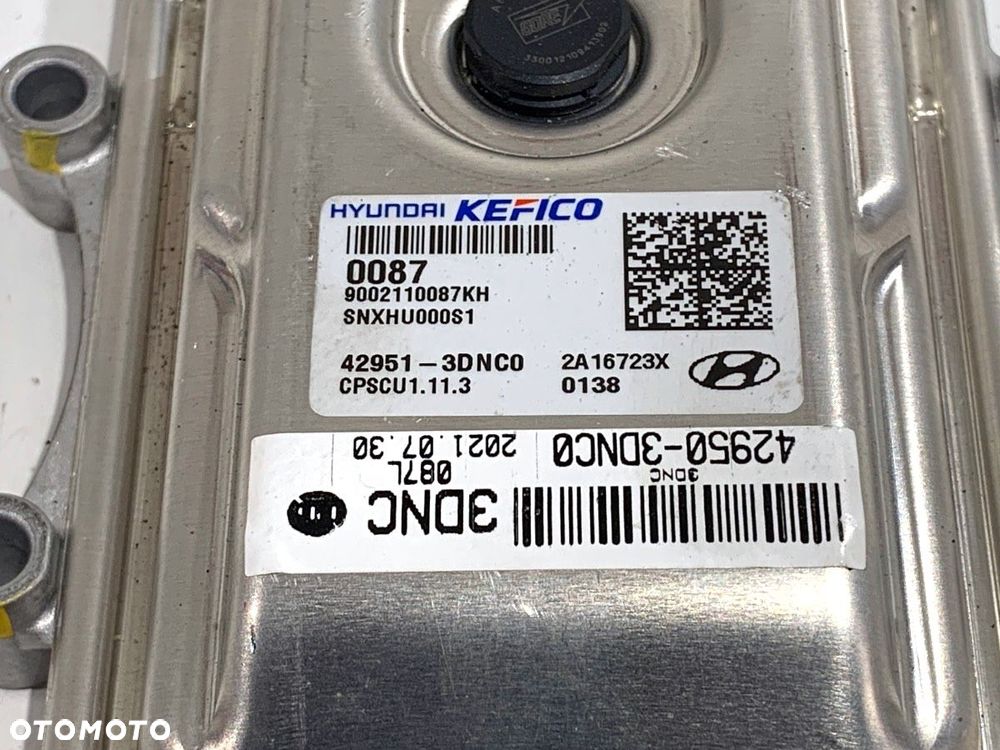 330012109413902
HYUNDAI KEFICO
0087
9002110087KH
SNXHU000S1
42951-3DNC0 2A16723X
CPSCU1.11.3 0138
42950-3DNC0 2021.07.30
3DNC 087L
3DNC
OTOMOTO